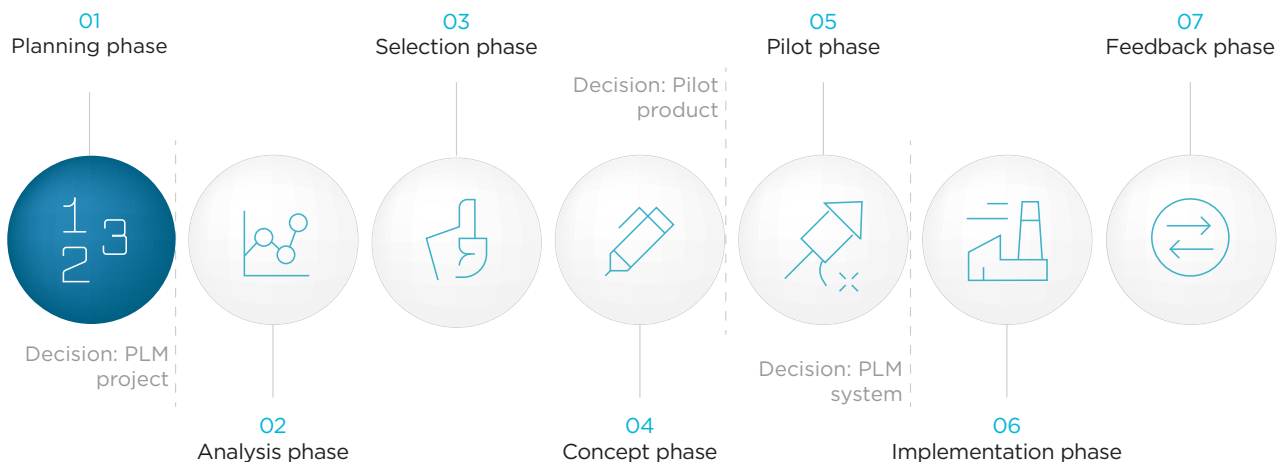 01
Planning phase
03
Selection phase
05
Pilot phase
07
Feedback phase
Decision: Pilot
product
1
2
3
Decision: PLM
project
Decision: PLM
system
02
Analysis phase
04
Concept phase
06
Implementation phase